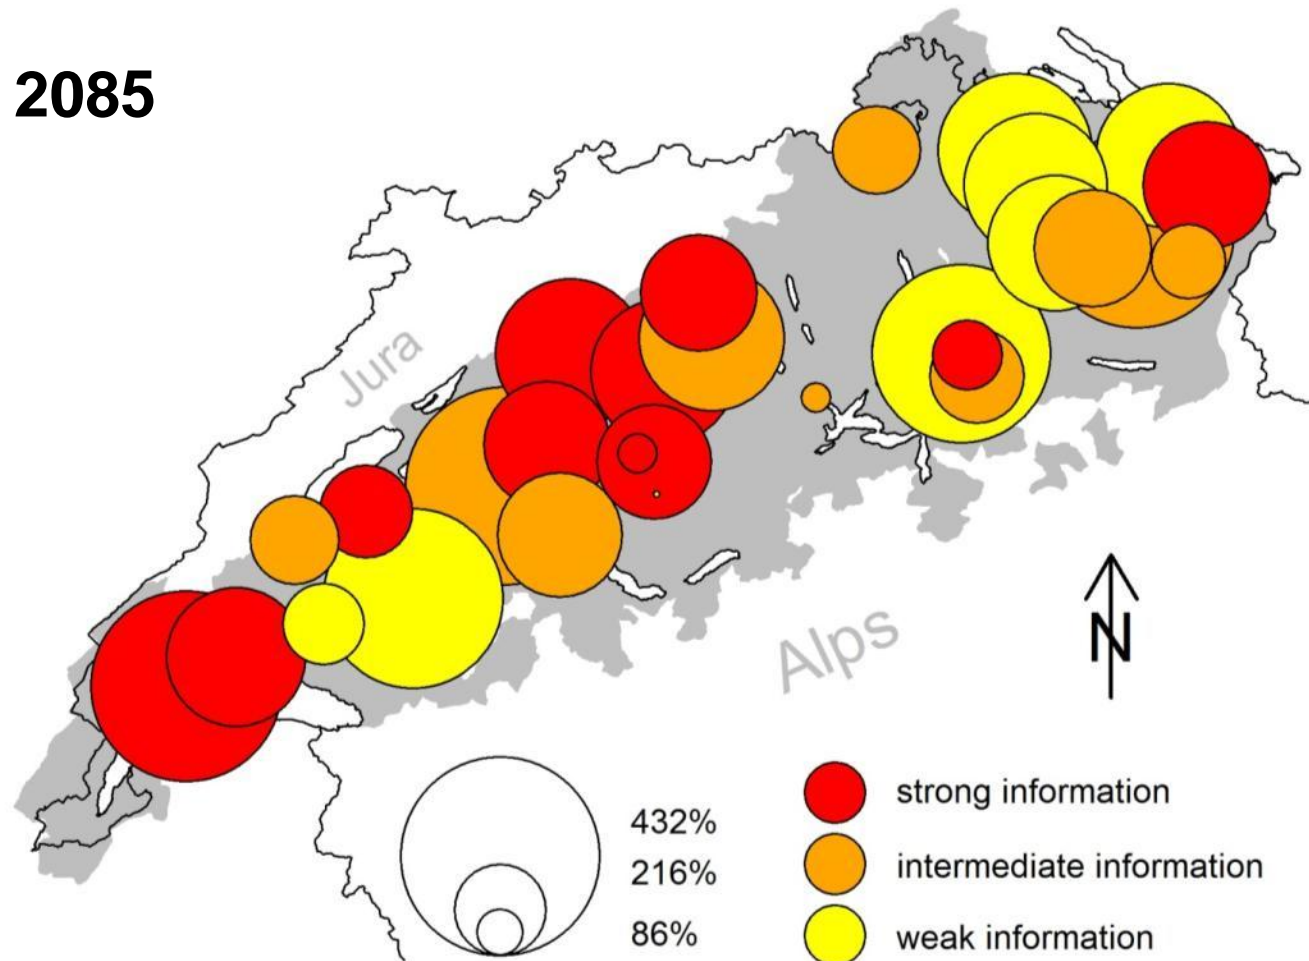 2085
Jura
Alps
N
432%
216%
86%
strong information
intermediate information
weak information